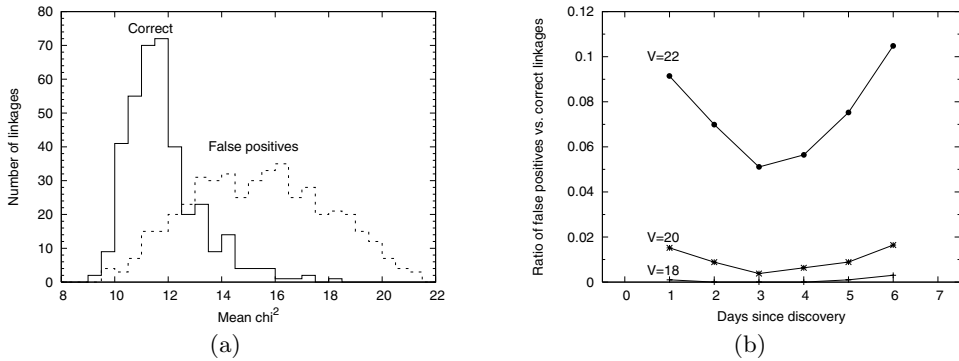 Number of linkages
80
70
60
50
40
30
20
10
0
Correct
False positives
8 10 12 14 16 18 20 22
Mean chi²
(a)
Ratio of false positives vs. correct linkages
0.12
0.1
0.08
0.06
0.04
0.02
0
V=22
V=20
V=18
0 1 2 3 4 5 6 7
Days since discovery
(b)